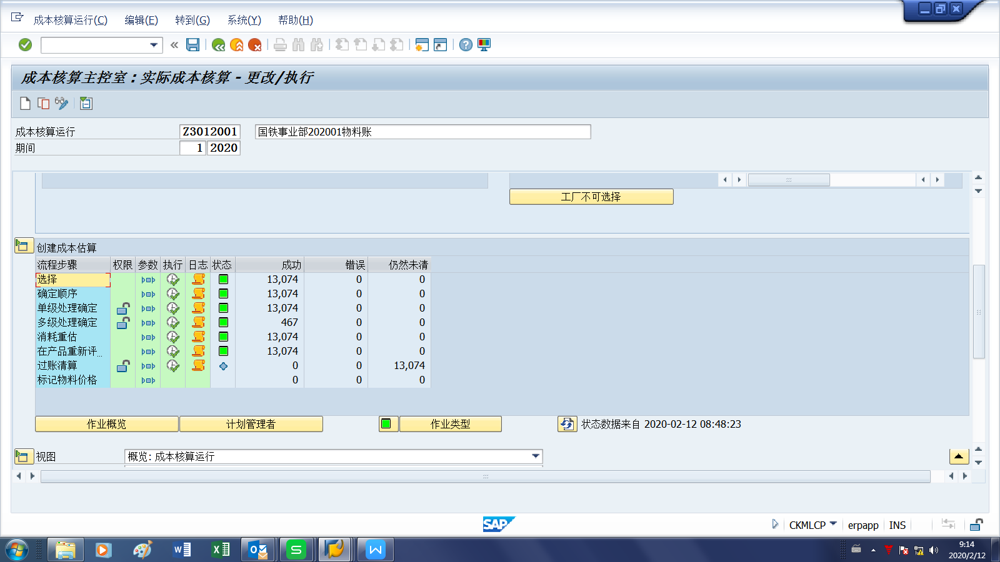 成本核算运行(C) 编辑(E) 转到(G) 系统(Y) 帮助(H)
成本核算主控室：实际成本核算 - 更改/执行
成本核算运行 Z3012001 国铁事业部202001物料账
期间 1 2020
工厂不可选择
创建成本估算
流程步骤 权限 参数 执行 日志 状态 成功 错误 仍然未清
选择 13,074 0 0
确定顺序 13,074 0 0
单级处理确定 13,074 0 0
多级处理确定 467 0 0
消耗重估 13,074 0 0
在产品重新评... 13,074 0 0
过账清算 0 0 13,074
标记物料价格 0 0 0
作业概览 计划管理者 作业类型 状态数据来自 2020-02-12 08:48:23
视图 概览：成本核算运行
SAP
CKMLCP erpapp INS
9:14
2020/2/12